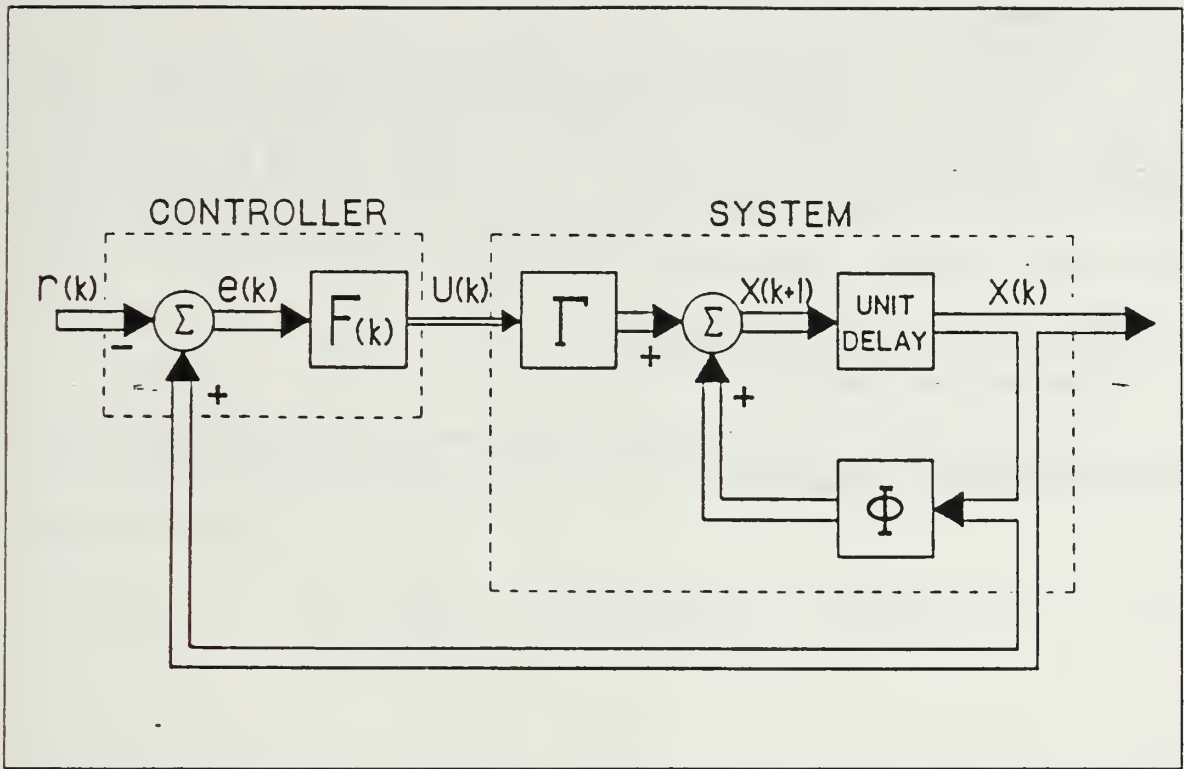 CONTROLLER
SYSTEM
r(k)
−
Σ
+
e(k)
F(k)
U(k)
Γ
+
Σ
+
X(k+1)
UNIT
DELAY
X(k)
Φ